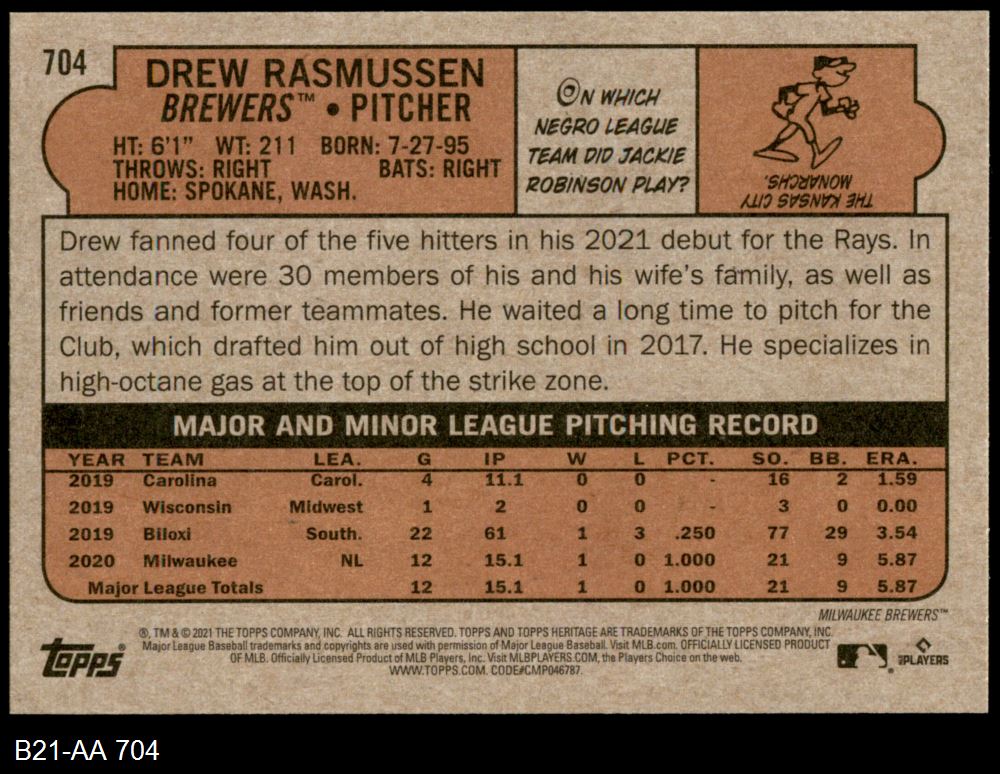 704
DREW RASMUSSEN
BREWERS™ • PITCHER
HT: 6'1" WT: 211 BORN: 7-27-95
THROWS: RIGHT BATS: RIGHT
HOME: SPOKANE, WASH.
ON WHICH
NEGRO LEAGUE
TEAM DID JACKIE
ROBINSON PLAY?
THE KANSAS CITY
MONARCHS.
Drew fanned four of the five hitters in his 2021 debut for the Rays. In
attendance were 30 members of his and his wife's family, as well as
friends and former teammates. He waited a long time to pitch for the
Club, which drafted him out of high school in 2017. He specializes in
high-octane gas at the top of the strike zone.
MAJOR AND MINOR LEAGUE PITCHING RECORD
YEAR TEAM LEA. G IP W L PCT. SO. BB. ERA.
2019 Carolina Carol. 4 11.1 0 0 - 16 2 1.59
2019 Wisconsin Midwest 1 2 0 0 - 3 0 0.00
2019 Biloxi South. 22 61 1 3 .250 77 29 3.54
2020 Milwaukee NL 12 15.1 1 0 1.000 21 9 5.87
Major League Totals 12 15.1 1 0 1.000 21 9 5.87
MILWAUKEE BREWERS™
®, TM & © 2021 THE TOPPS COMPANY, INC. ALL RIGHTS RESERVED. TOPPS AND TOPPS HERITAGE ARE TRADEMARKS OF THE TOPPS COMPANY, INC.
Major League Baseball trademarks and copyrights are used with permission of Major League Baseball. Visit MLB.com. OFFICIALLY LICENSED PRODUCT
OF MLB. Officially Licensed Product of MLB Players, Inc. Visit MLBPLAYERS.COM, the Players Choice on the web.
WWW.TOPPS.COM. CODE#CMP046787.
topps®
MLB PLAYERS
B21-AA 704